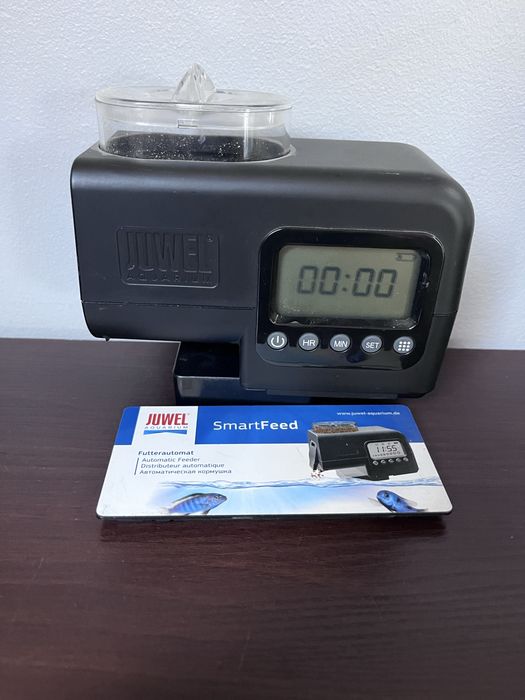 JUWEL®
AQUARIUM
00:00
HR MIN SET
JUWEL®
AQUARIUM
SmartFeed
www.juwel-aquarium.de
Futterautomat
Automatic Feeder
Distributeur automatique
Автоматическая кормушка
11:55